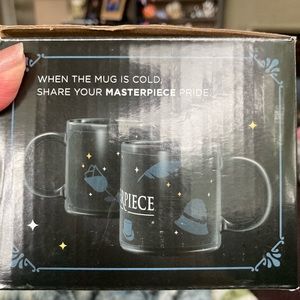 WHEN THE MUG IS COLD,
SHARE YOUR MASTERPIECE PRIDE.
RPIECE